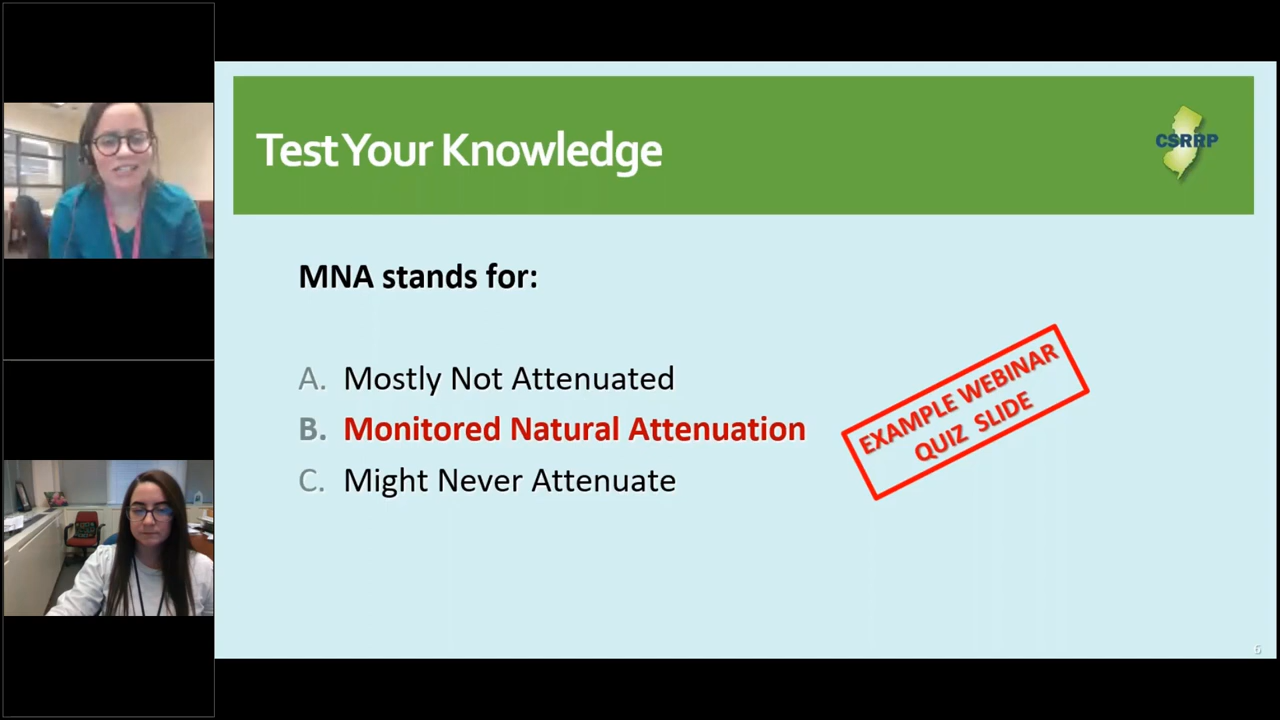 Test Your Knowledge
CSRRP
MNA stands for:
A. Mostly Not Attenuated
B. Monitored Natural Attenuation
C. Might Never Attenuate
EXAMPLE WEBINAR
QUIZ SLIDE
6